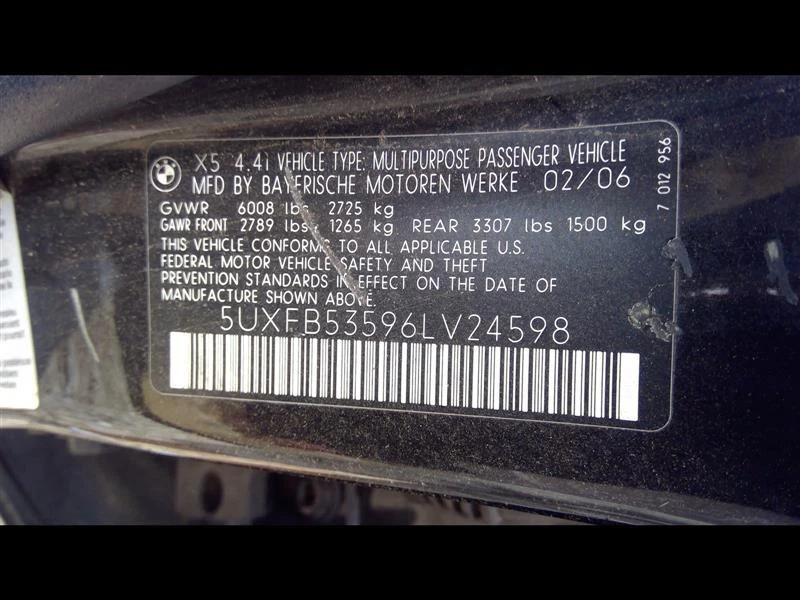 X5 4.4i VEHICLE TYPE: MULTIPURPOSE PASSENGER VEHICLE
MFD BY BAYERISCHE MOTOREN WERKE 02/06
GVWR 6008 lbs 2725 kg
GAWR FRONT 2789 lbs 1265 kg REAR 3307 lbs 1500 kg
THIS VEHICLE CONFORMS TO ALL APPLICABLE U.S.
FEDERAL MOTOR VEHICLE SAFETY AND THEFT
PREVENTION STANDARDS IN EFFECT ON THE DATE OF
MANUFACTURE SHOWN ABOVE.
5UXFB53596LV24598
7 012 956